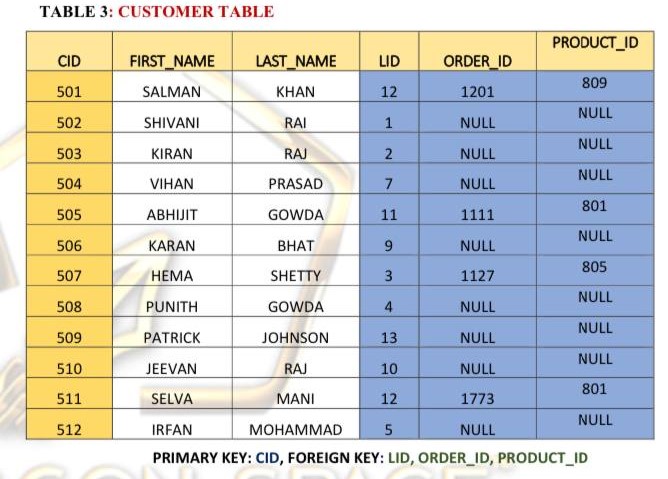 TABLE 3: CUSTOMER TABLE
CID FIRST_NAME LAST_NAME LID ORDER_ID PRODUCT_ID
501 SALMAN KHAN 12 1201 809
502 SHIVANI RAI 1 NULL NULL
503 KIRAN RAJ 2 NULL NULL
504 VIHAN PRASAD 7 NULL NULL
505 ABHIJIT GOWDA 11 1111 801
506 KARAN BHAT 9 NULL NULL
507 HEMA SHETTY 3 1127 805
508 PUNITH GOWDA 4 NULL NULL
509 PATRICK JOHNSON 13 NULL NULL
510 JEEVAN RAJ 10 NULL NULL
511 SELVA MANI 12 1773 801
512 IRFAN MOHAMMAD 5 NULL NULL
PRIMARY KEY: CID, FOREIGN KEY: LID, ORDER_ID, PRODUCT_ID